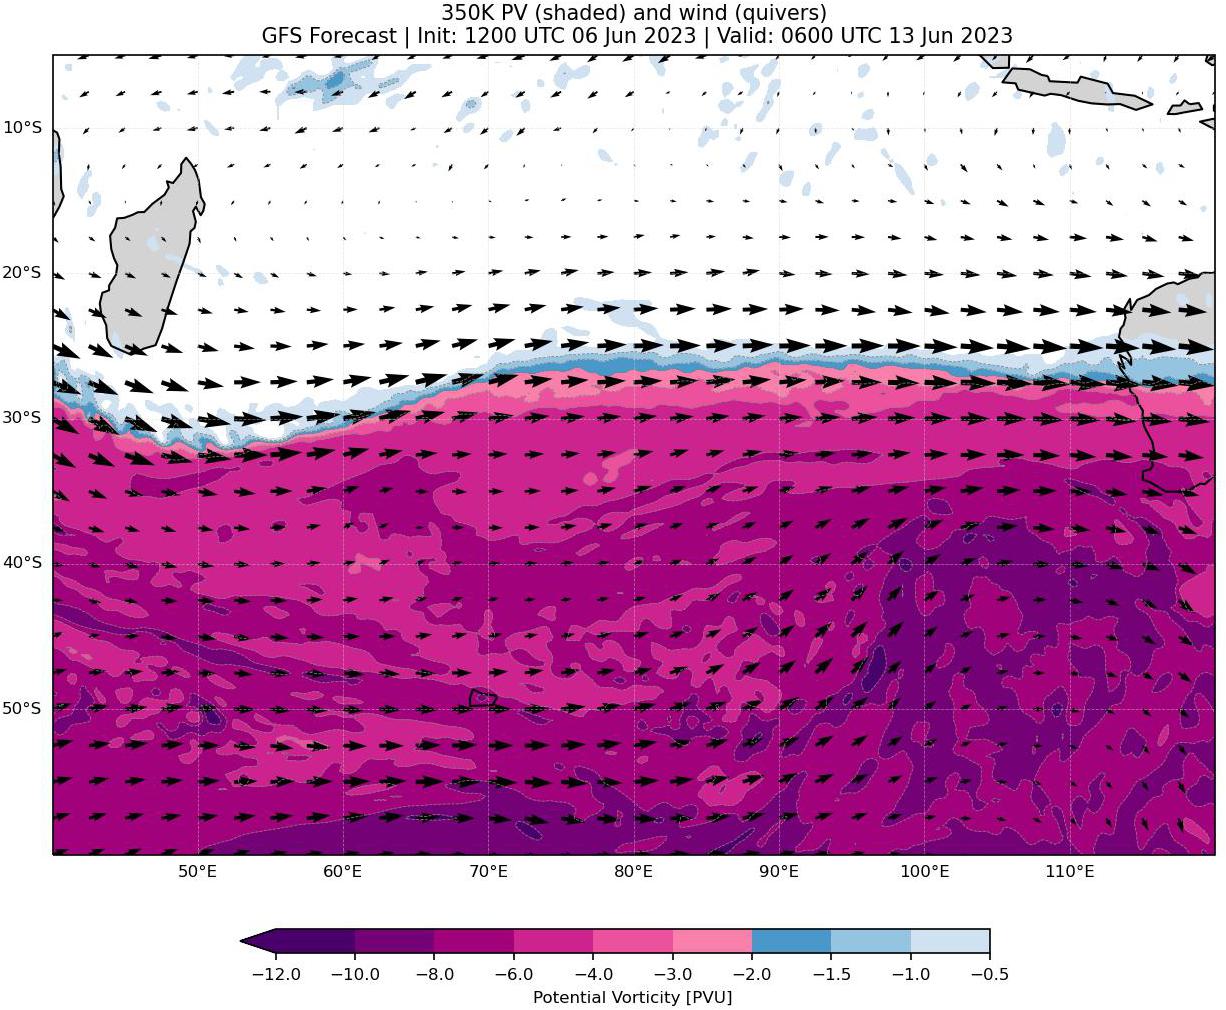 350K PV (shaded) and wind (quivers)
GFS Forecast | Init: 1200 UTC 06 Jun 2023 | Valid: 0600 UTC 13 Jun 2023
10°S
20°S
30°S
40°S
50°S
50°E 60°E 70°E 80°E 90°E 100°E 110°E
−12.0 −10.0 −8.0 −6.0 −4.0 −3.0 −2.0 −1.5 −1.0 −0.5
Potential Vorticity [PVU]